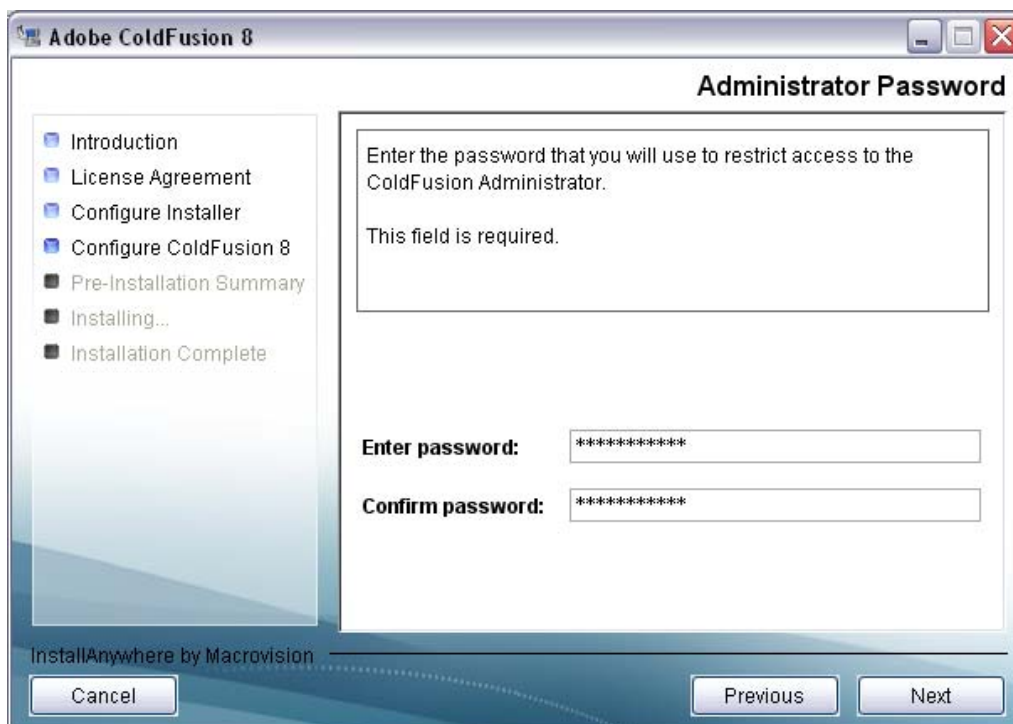 Adobe ColdFusion 8
Administrator Password
Introduction
License Agreement
Configure Installer
Configure ColdFusion 8
Pre-Installation Summary
Installing...
Installation Complete
Enter the password that you will use to restrict access to the
ColdFusion Administrator.
This field is required.
Enter password: ***********
Confirm password: ***********
InstallAnywhere by Macrovision
Cancel
Previous
Next